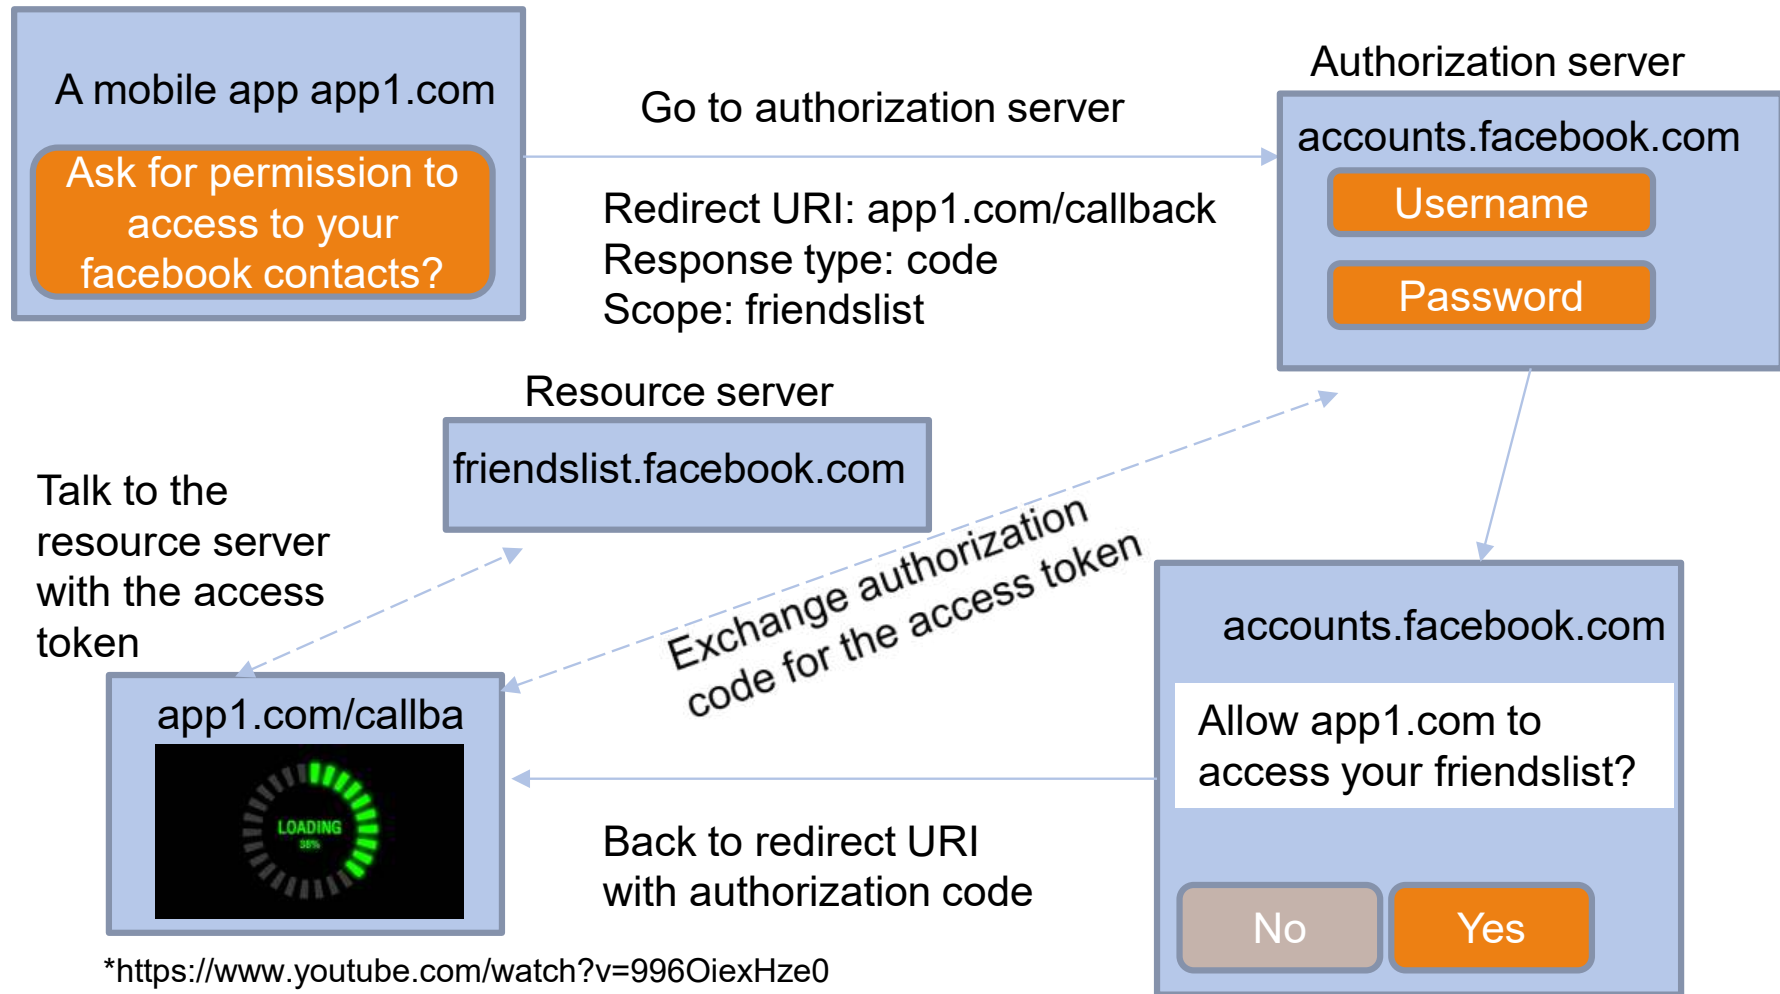 A mobile app app1.com
Ask for permission to
access to your
facebook contacts?
Go to authorization server
Redirect URI: app1.com/callback
Response type: code
Scope: friendslist
Authorization server
accounts.facebook.com
Username
Password
Resource server
friendslist.facebook.com
Talk to the
resource server
with the access
token
Exchange authorization
code for the access token
accounts.facebook.com
Allow app1.com to
access your friendslist?
No
Yes
app1.com/callba
LOADING
38%
Back to redirect URI
with authorization code
*https://www.youtube.com/watch?v=996OiexHze0